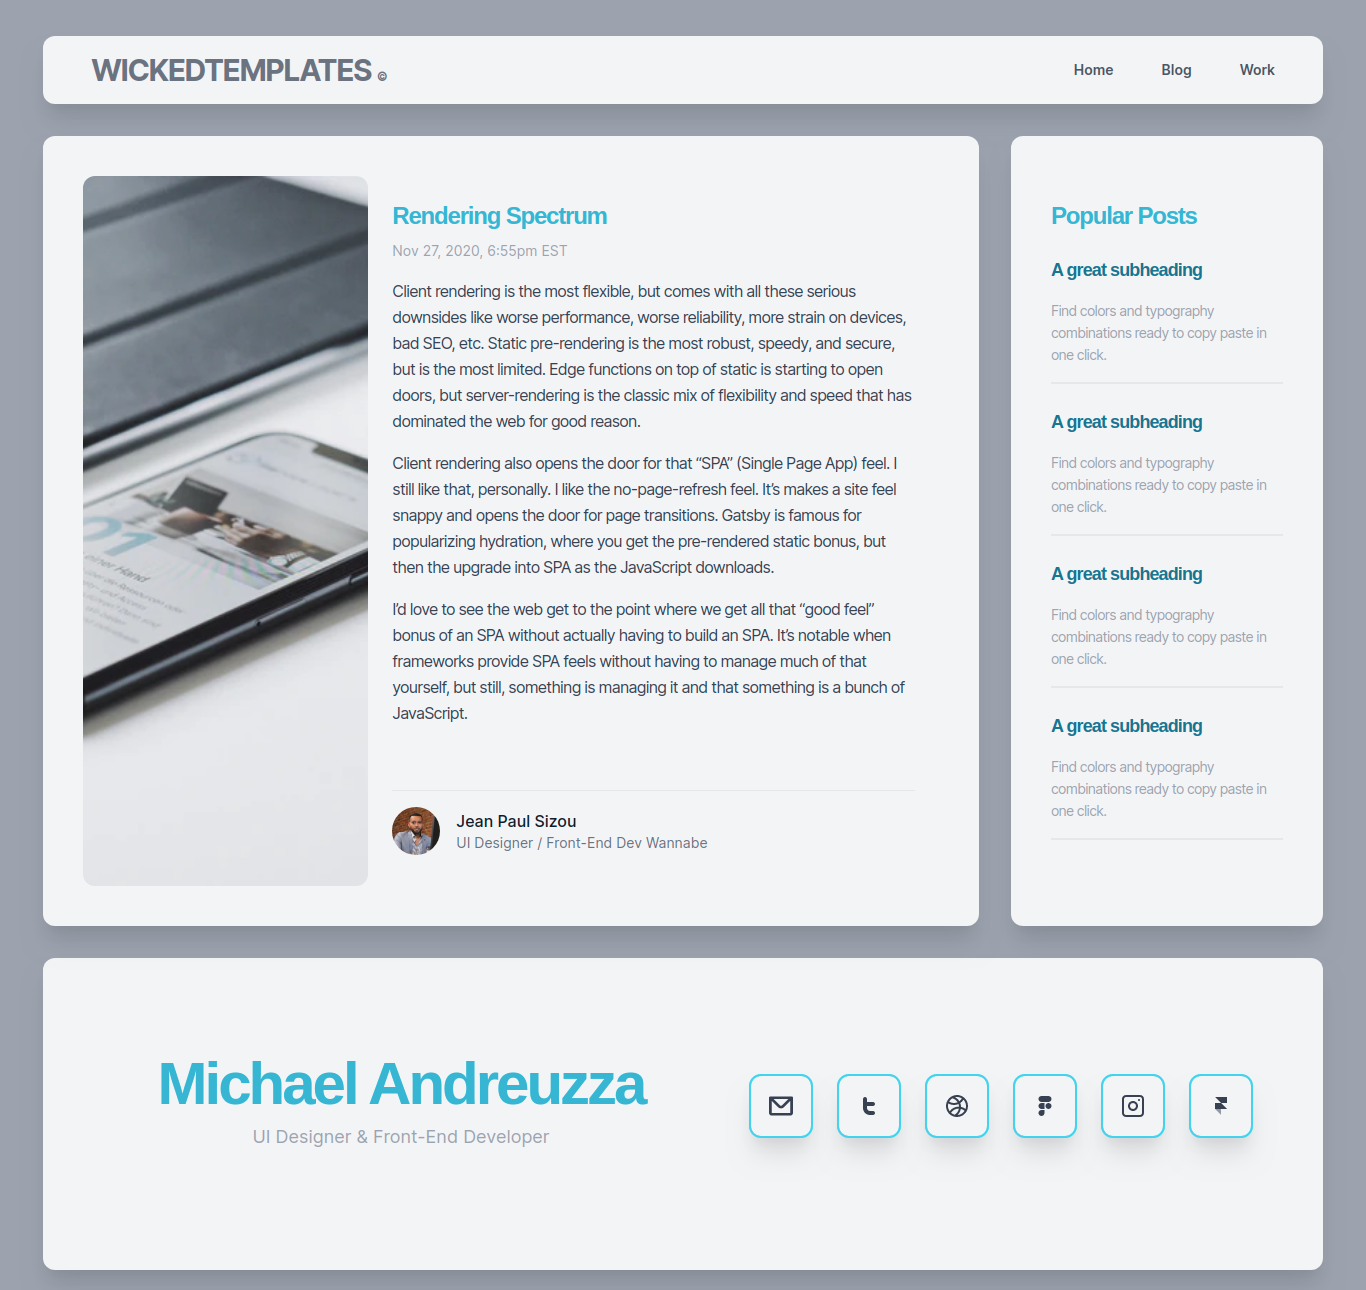 WICKEDTEMPLATES ©
Home
Blog
Work
Rendering Spectrum
Nov 27, 2020, 6:55pm EST
Client rendering is the most flexible, but comes with all these serious
downsides like worse performance, worse reliability, more strain on devices,
bad SEO, etc. Static pre-rendering is the most robust, speedy, and secure,
but is the most limited. Edge functions on top of static is starting to open
doors, but server-rendering is the classic mix of flexibility and speed that has
dominated the web for good reason.
Client rendering also opens the door for that “SPA” (Single Page App) feel. I
still like that, personally. I like the no-page-refresh feel. It’s makes a site feel
snappy and opens the door for page transitions. Gatsby is famous for
popularizing hydration, where you get the pre-rendered static bonus, but
then the upgrade into SPA as the JavaScript downloads.
I’d love to see the web get to the point where we get all that “good feel”
bonus of an SPA without actually having to build an SPA. It’s notable when
frameworks provide SPA feels without having to manage much of that
yourself, but still, something is managing it and that something is a bunch of
JavaScript.
Jean Paul Sizou
UI Designer / Front-End Dev Wannabe
01
einer Hand
Popular Posts
A great subheading
Find colors and typography
combinations ready to copy paste in
one click.
A great subheading
Find colors and typography
combinations ready to copy paste in
one click.
A great subheading
Find colors and typography
combinations ready to copy paste in
one click.
A great subheading
Find colors and typography
combinations ready to copy paste in
one click.
Michael Andreuzza
UI Designer & Front-End Developer